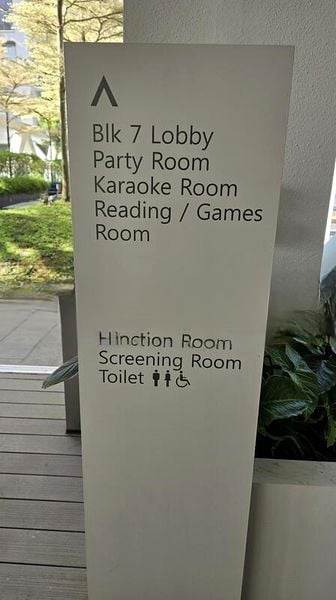 Blk 7 Lobby
Party Room
Karaoke Room
Reading / Games
Room
Room
Screening Room
Toilet